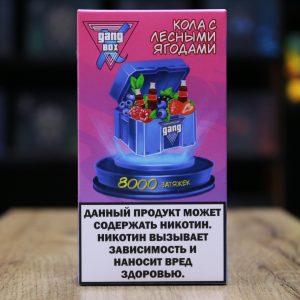 gang
BOX
КОЛА С
ЛЕСНЫМИ
ЯГОДАМИ
gang
8000 ЗАТЯЖЕК
ДАННЫЙ ПРОДУКТ МОЖЕТ
СОДЕРЖАТЬ НИКОТИН.
НИКОТИН ВЫЗЫВАЕТ
ЗАВИСИМОСТЬ И
НАНОСИТ ВРЕД
ЗДОРОВЬЮ.